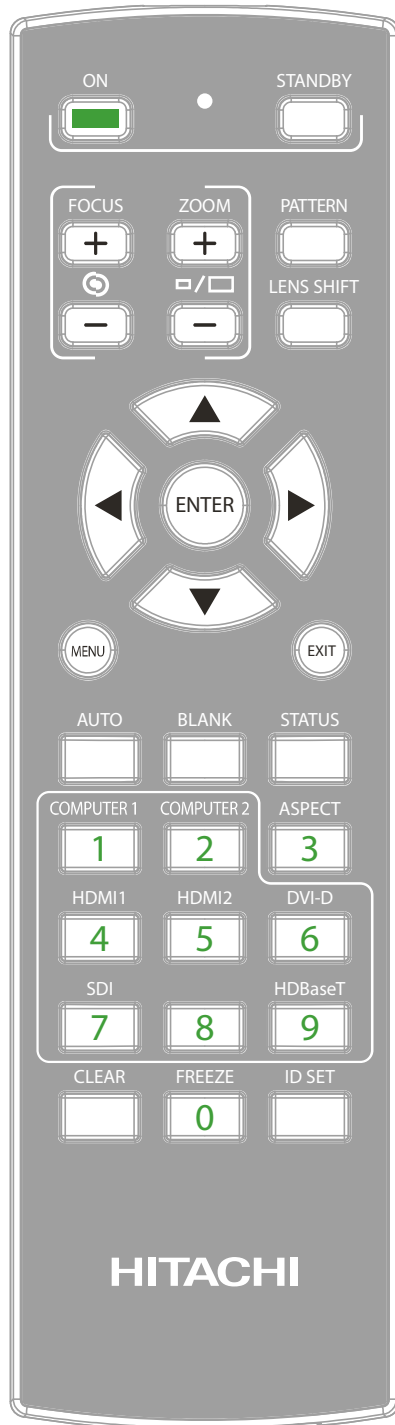 ON STANDBY
FOCUS ZOOM PATTERN
+ +
LENS SHIFT
− −
ENTER
MENU EXIT
AUTO BLANK STATUS
COMPUTER 1 COMPUTER 2 ASPECT
1 2 3
HDMI1 HDMI2 DVI-D
4 5 6
SDI HDBaseT
7 8 9
CLEAR FREEZE ID SET
0
HITACHI